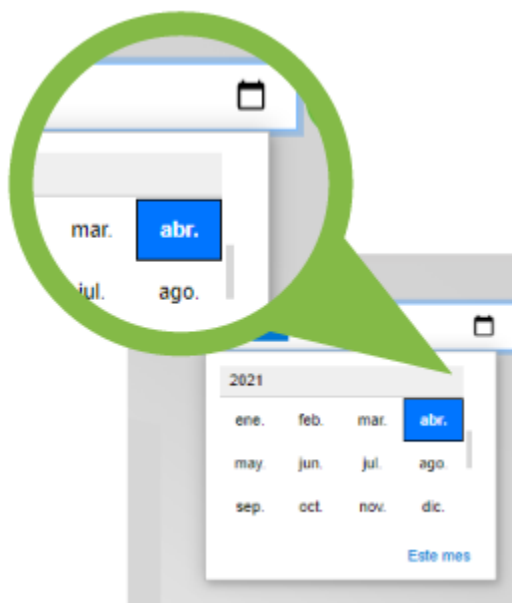 mar. abr.
jul. ago.
2021
ene. feb. mar. abr.
may. jun. jul. ago.
sep. oct. nov. dic.
Este mes